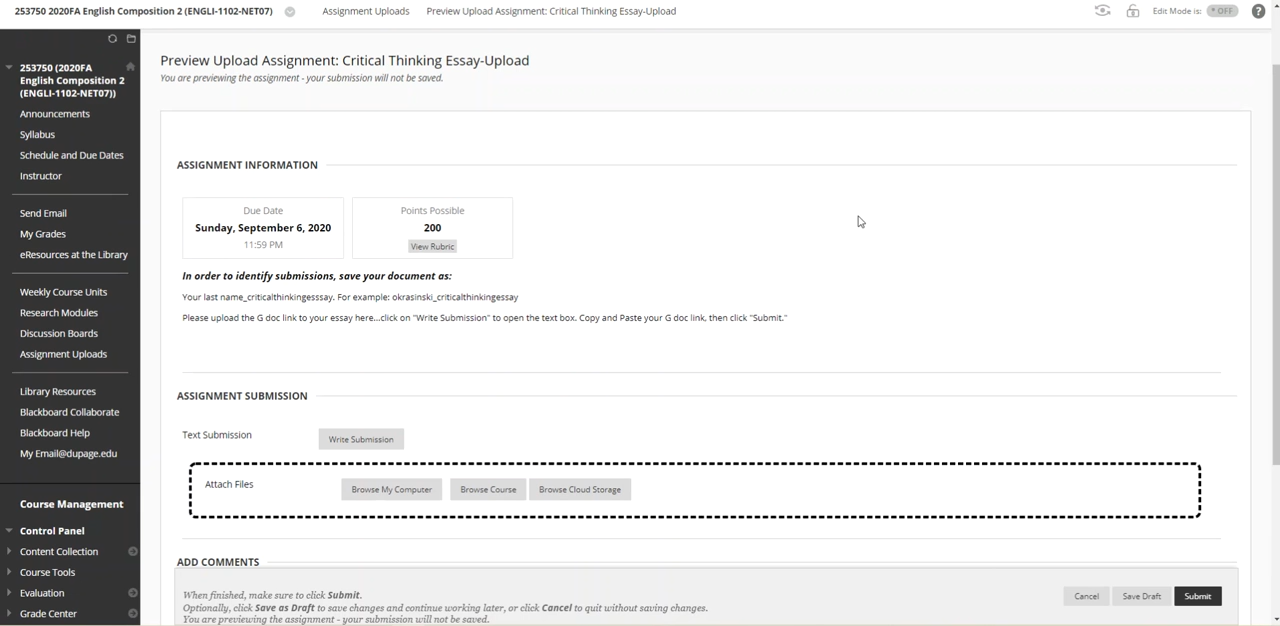 253750 2020FA English Composition 2 (ENGLI-1102-NET07) Assignment Uploads Preview Upload Assignment: Critical Thinking Essay-Upload Edit Mode is: OFF ?
253750 (2020FA
English Composition 2
(ENGLI-1102-NET07))
Announcements
Syllabus
Schedule and Due Dates
Instructor
Send Email
My Grades
eResources at the Library
Weekly Course Units
Research Modules
Discussion Boards
Assignment Uploads
Library Resources
Blackboard Collaborate
Blackboard Help
My Email@dupage.edu
Course Management
Control Panel
Content Collection
Course Tools
Evaluation
Grade Center
Preview Upload Assignment: Critical Thinking Essay-Upload
You are previewing the assignment - your submission will not be saved.
ASSIGNMENT INFORMATION
Due Date
Sunday, September 6, 2020
11:59 PM
Points Possible
200
View Rubric
In order to identify submissions, save your document as:
Your last name_criticalthinkingesssay. For example: okrasinski_criticalthinkingessay
Please upload the G doc link to your essay here...click on "Write Submission" to open the text box. Copy and Paste your G doc link, then click "Submit."
ASSIGNMENT SUBMISSION
Text Submission Write Submission
Attach Files Browse My Computer Browse Course Browse Cloud Storage
ADD COMMENTS
When finished, make sure to click Submit.
Optionally, click Save as Draft to save changes and continue working later, or click Cancel to quit without saving changes.
You are previewing the assignment - your submission will not be saved.
Cancel Save Draft Submit